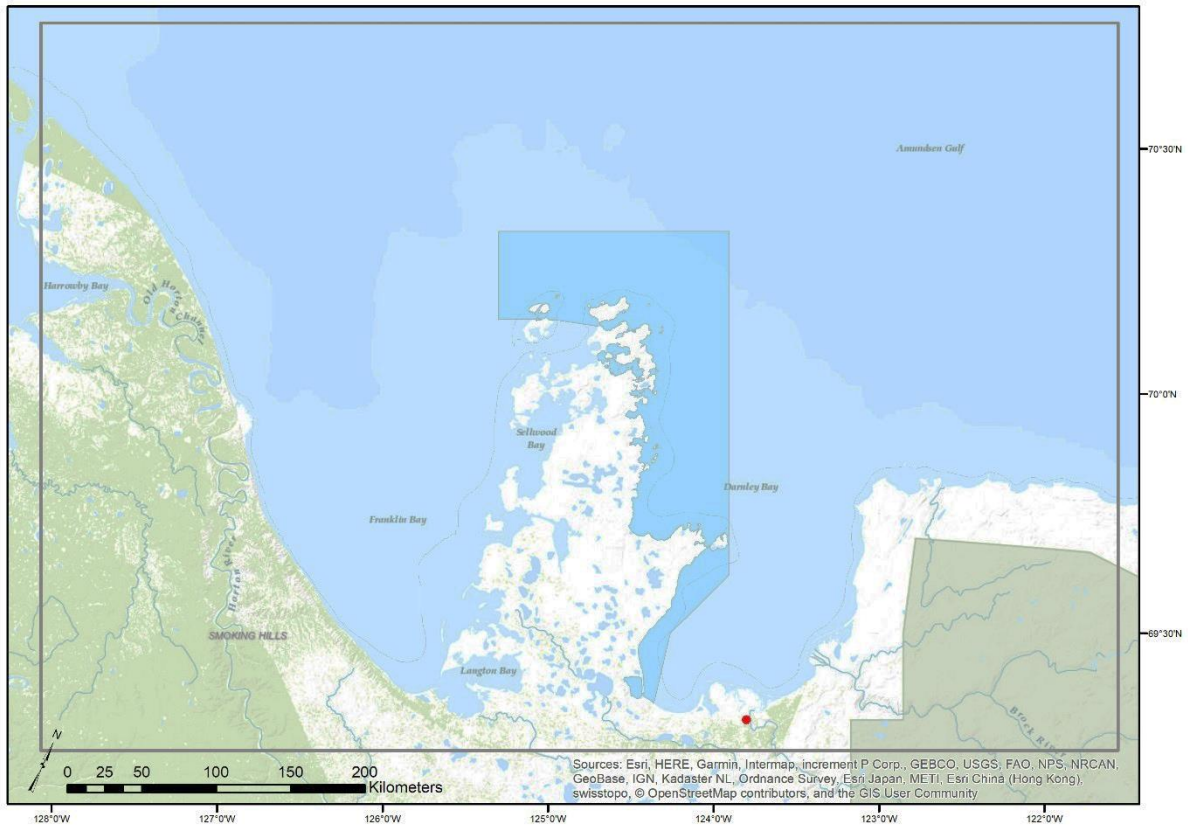 Amundsen Gulf
70°30'N
Harrowby Bay
Old Horton Channel
70°0'N
Sellwood
Bay
Darnley Bay
Franklin Bay
Horton River
SMOKING HILLS
69°30'N
Langton Bay
Brock River
N
0 25 50 100 150 200
Kilometers
Sources: Esri, HERE, Garmin, Intermap, increment P Corp., GEBCO, USGS, FAO, NPS, NRCAN,
GeoBase, IGN, Kadaster NL, Ordnance Survey, Esri Japan, METI, Esri China (Hong Kong),
swisstopo, © OpenStreetMap contributors, and the GIS User Community
128°0'W 127°0'W 126°0'W 125°0'W 124°0'W 123°0'W 122°0'W